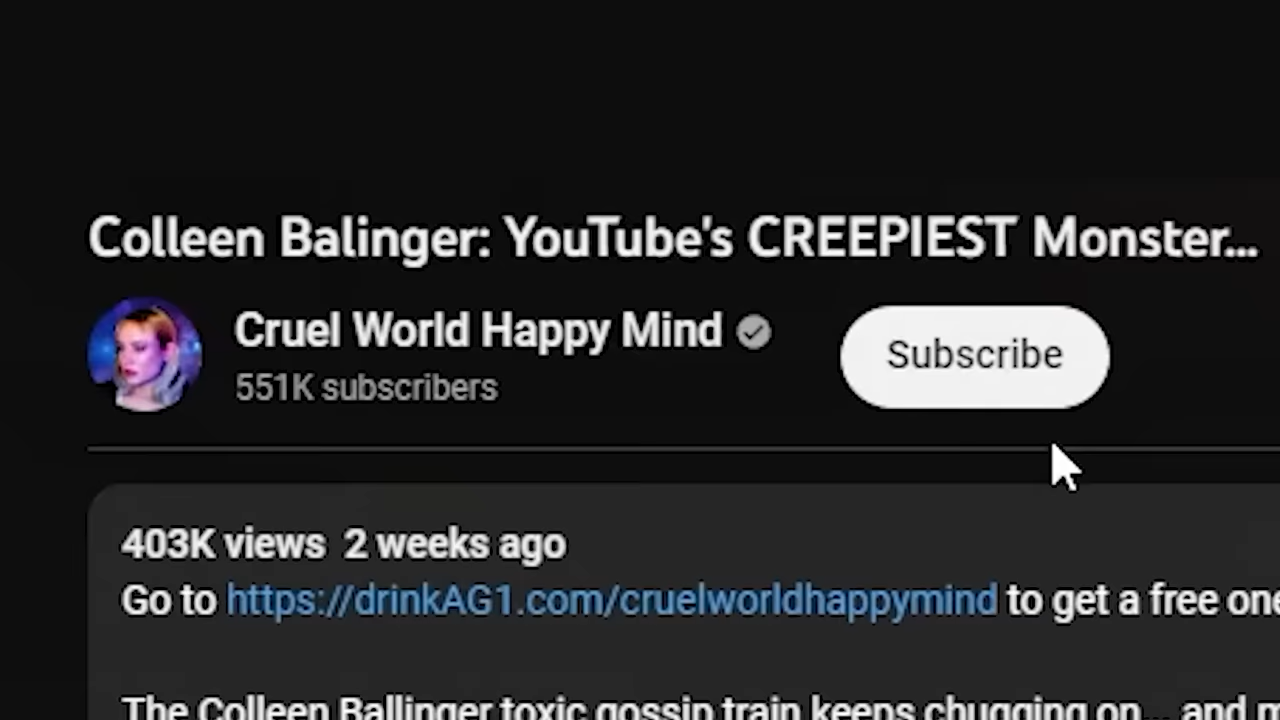 Colleen Balinger: YouTube's CREEPIEST Monster...
Cruel World Happy Mind
551K subscribers
Subscribe
403K views 2 weeks ago
Go to https://drinkAG1.com/cruelworldhappymind to get a free one
The Colleen Ballinger toxic gossip train keeps chugging on... and m